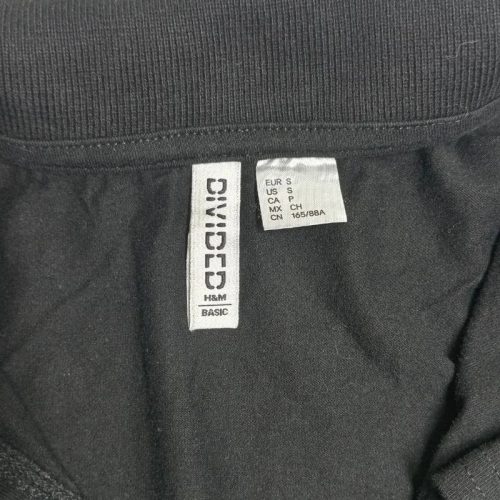 DIVIDED
H&M
BASIC
EUR S
US S
CA P
MX CH
CN 165/88A